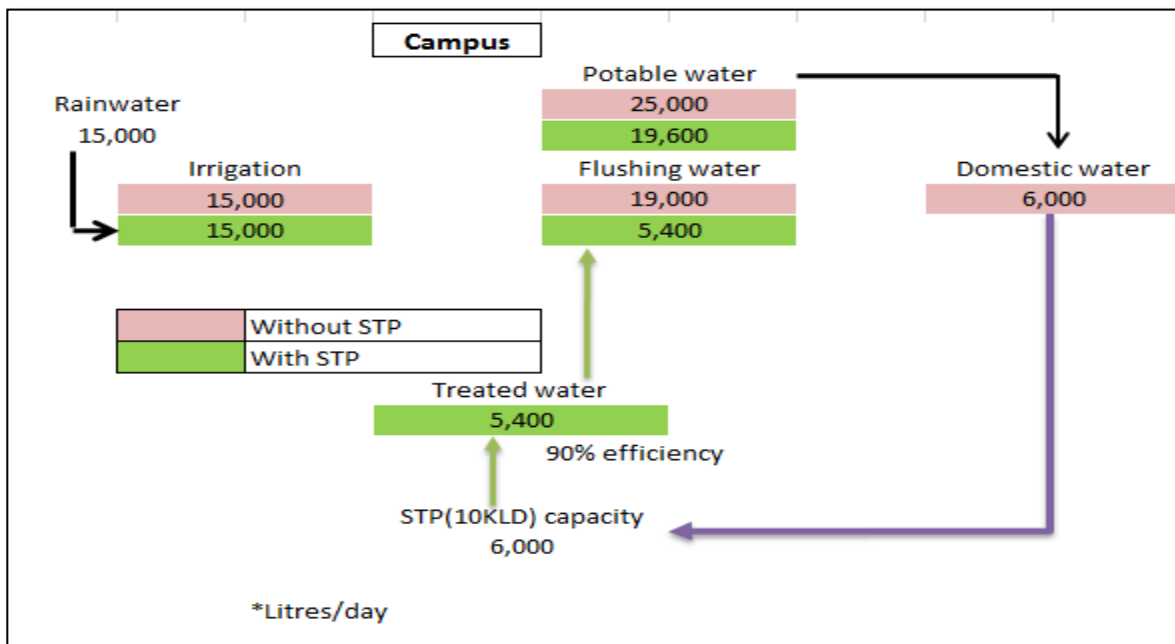 Campus
Potable water
25,000
19,600
Rainwater
15,000
Irrigation
15,000
15,000
Flushing water
19,000
5,400
Domestic water
6,000
Without STP
With STP
Treated water
5,400
90% efficiency
STP(10KLD) capacity
6,000
*Litres/day